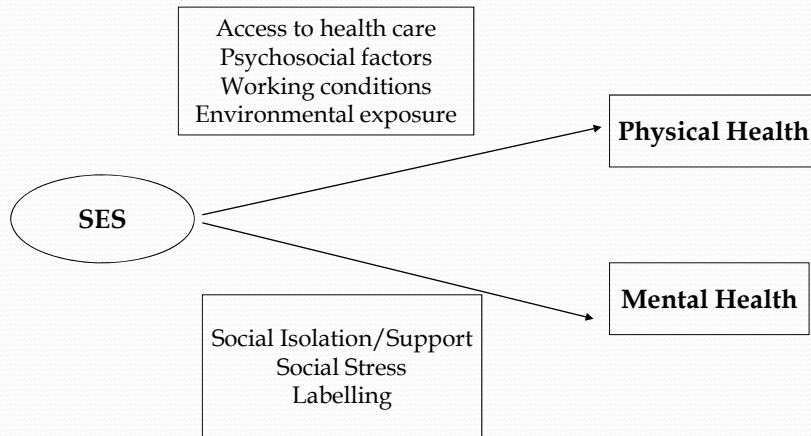 Access to health care
Psychosocial factors
Working conditions
Environmental exposure
Physical Health
SES
Mental Health
Social Isolation/Support
Social Stress
Labelling